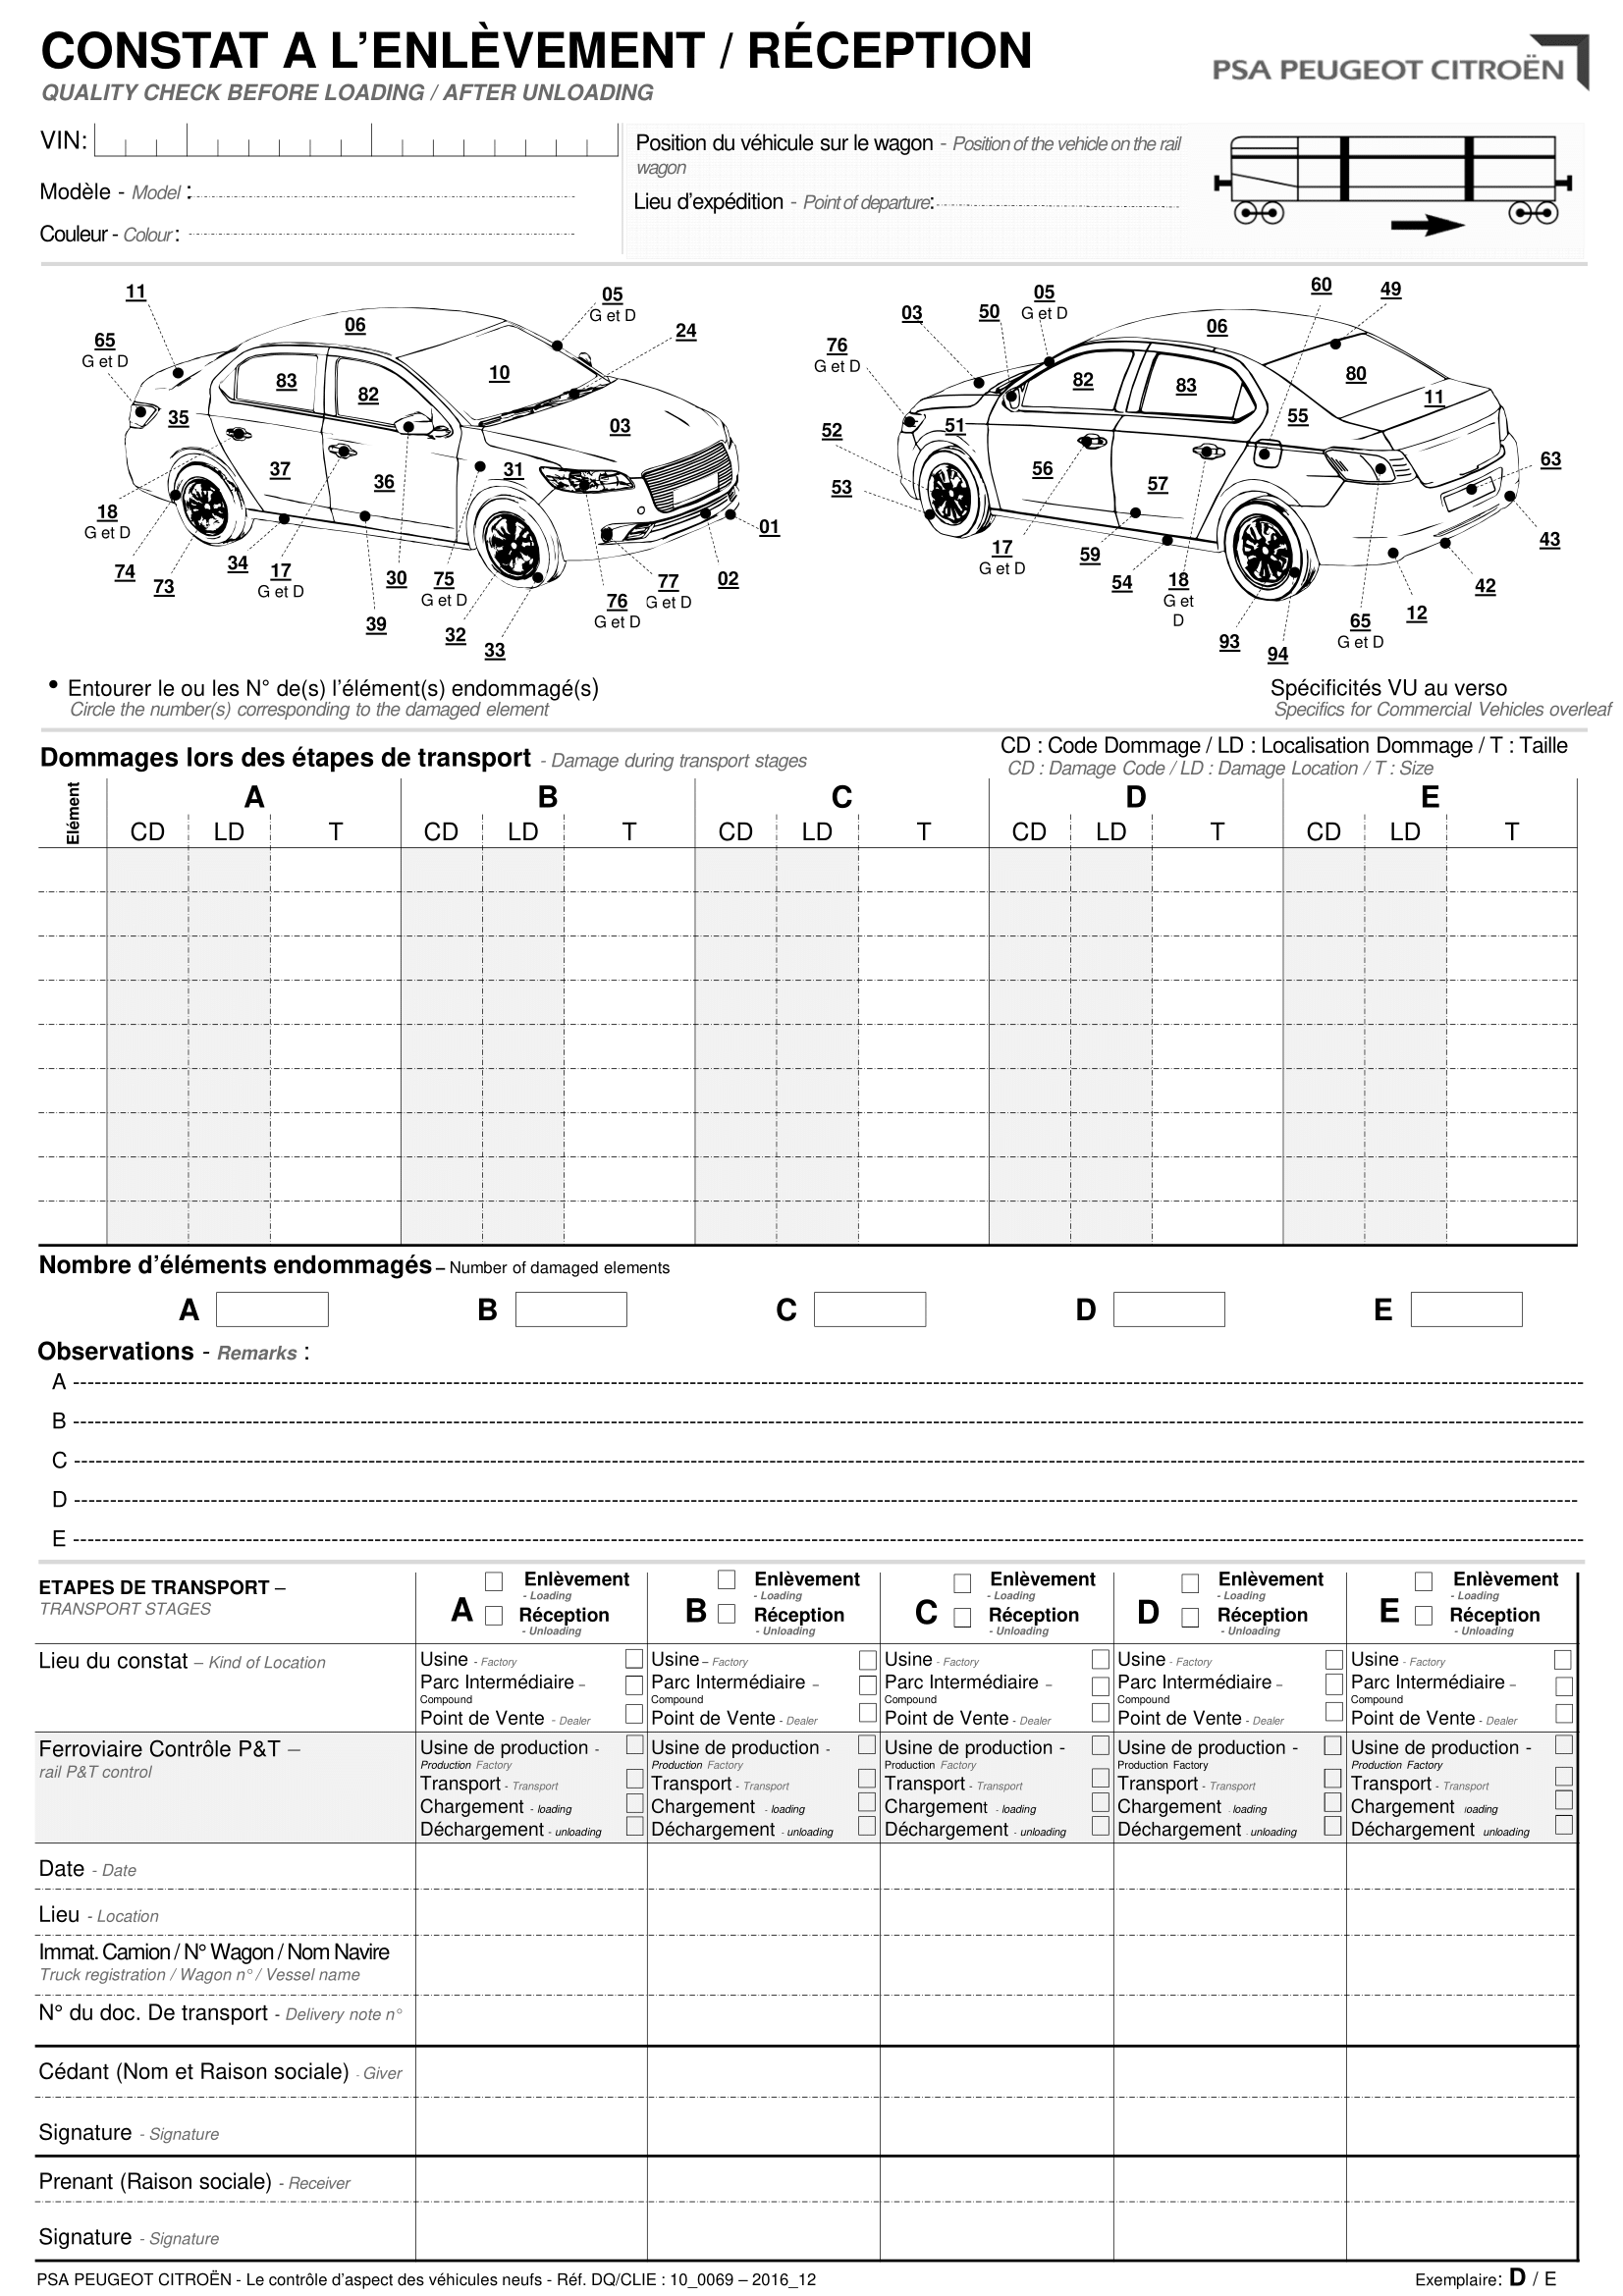 CONSTAT A L’ENLÈVEMENT / RÉCEPTION
QUALITY CHECK BEFORE LOADING / AFTER UNLOADING
PSA PEUGEOT CITROËN
VIN:
Modèle - Model :
Couleur - Colour :
Position du véhicule sur le wagon - Position of the vehicle on the rail
wagon
Lieu d’expédition - Point of departure:
11
05
G et D
06
24
65
G et D
10
83
82
35
03
37
36
31
18
G et D
01
74
73
34
17
G et D
30
75
G et D
39
32
33
76
G et D
77
G et D
02
60
49
05
G et D
50
03
06
76
G et D
82
83
80
11
55
51
52
56
57
63
53
17
G et D
59
54
18
G et
D
43
42
12
93
94
65
G et D
• Entourer le ou les N° de(s) l’élément(s) endommagé(s)
Circle the number(s) corresponding to the damaged element
Spécificités VU au verso
Specifics for Commercial Vehicles overleaf
Dommages lors des étapes de transport - Damage during transport stages
CD : Code Dommage / LD : Localisation Dommage / T : Taille
CD : Damage Code / LD : Damage Location / T : Size
Elément
A B C D E
CD LD T CD LD T CD LD T CD LD T CD LD T
Nombre d’éléments endommagés – Number of damaged elements
A B C D E
Observations - Remarks :
A
B
C
D
E
ETAPES DE TRANSPORT –
TRANSPORT STAGES
A
Enlèvement
- Loading
Réception
- Unloading
B
Enlèvement
- Loading
Réception
- Unloading
C
Enlèvement
- Loading
Réception
- Unloading
D
Enlèvement
- Loading
Réception
- Unloading
E
Enlèvement
- Loading
Réception
- Unloading
Lieu du constat – Kind of Location
Usine - Factory
Parc Intermédiaire –
Compound
Point de Vente - Dealer
Usine – Factory
Parc Intermédiaire –
Compound
Point de Vente - Dealer
Usine - Factory
Parc Intermédiaire –
Compound
Point de Vente - Dealer
Usine - Factory
Parc Intermédiaire –
Compound
Point de Vente - Dealer
Usine - Factory
Parc Intermédiaire –
Compound
Point de Vente - Dealer
Ferroviaire Contrôle P&T –
rail P&T control
Usine de production -
Production Factory
Transport - Transport
Chargement - loading
Déchargement - unloading
Usine de production -
Production Factory
Transport - Transport
Chargement - loading
Déchargement - unloading
Usine de production -
Production Factory
Transport - Transport
Chargement - loading
Déchargement - unloading
Usine de production -
Production Factory
Transport - Transport
Chargement loading
Déchargement unloading
Usine de production -
Production Factory
Transport - Transport
Chargement loading
Déchargement unloading
Date - Date
Lieu - Location
Immat. Camion / N° Wagon / Nom Navire
Truck registration / Wagon n° / Vessel name
N° du doc. De transport - Delivery note n°
Cédant (Nom et Raison sociale) - Giver
Signature - Signature
Prenant (Raison sociale) - Receiver
Signature - Signature
PSA PEUGEOT CITROËN - Le contrôle d’aspect des véhicules neufs - Réf. DQ/CLIE : 10_0069 – 2016_12
Exemplaire: D / E